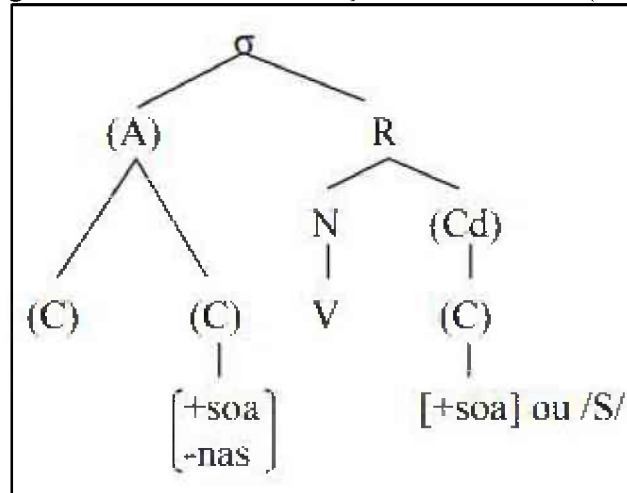 σ
(A) R
N (Cd)
(C) (C) V (C)
+soa [+soa] ou /S/
-nas